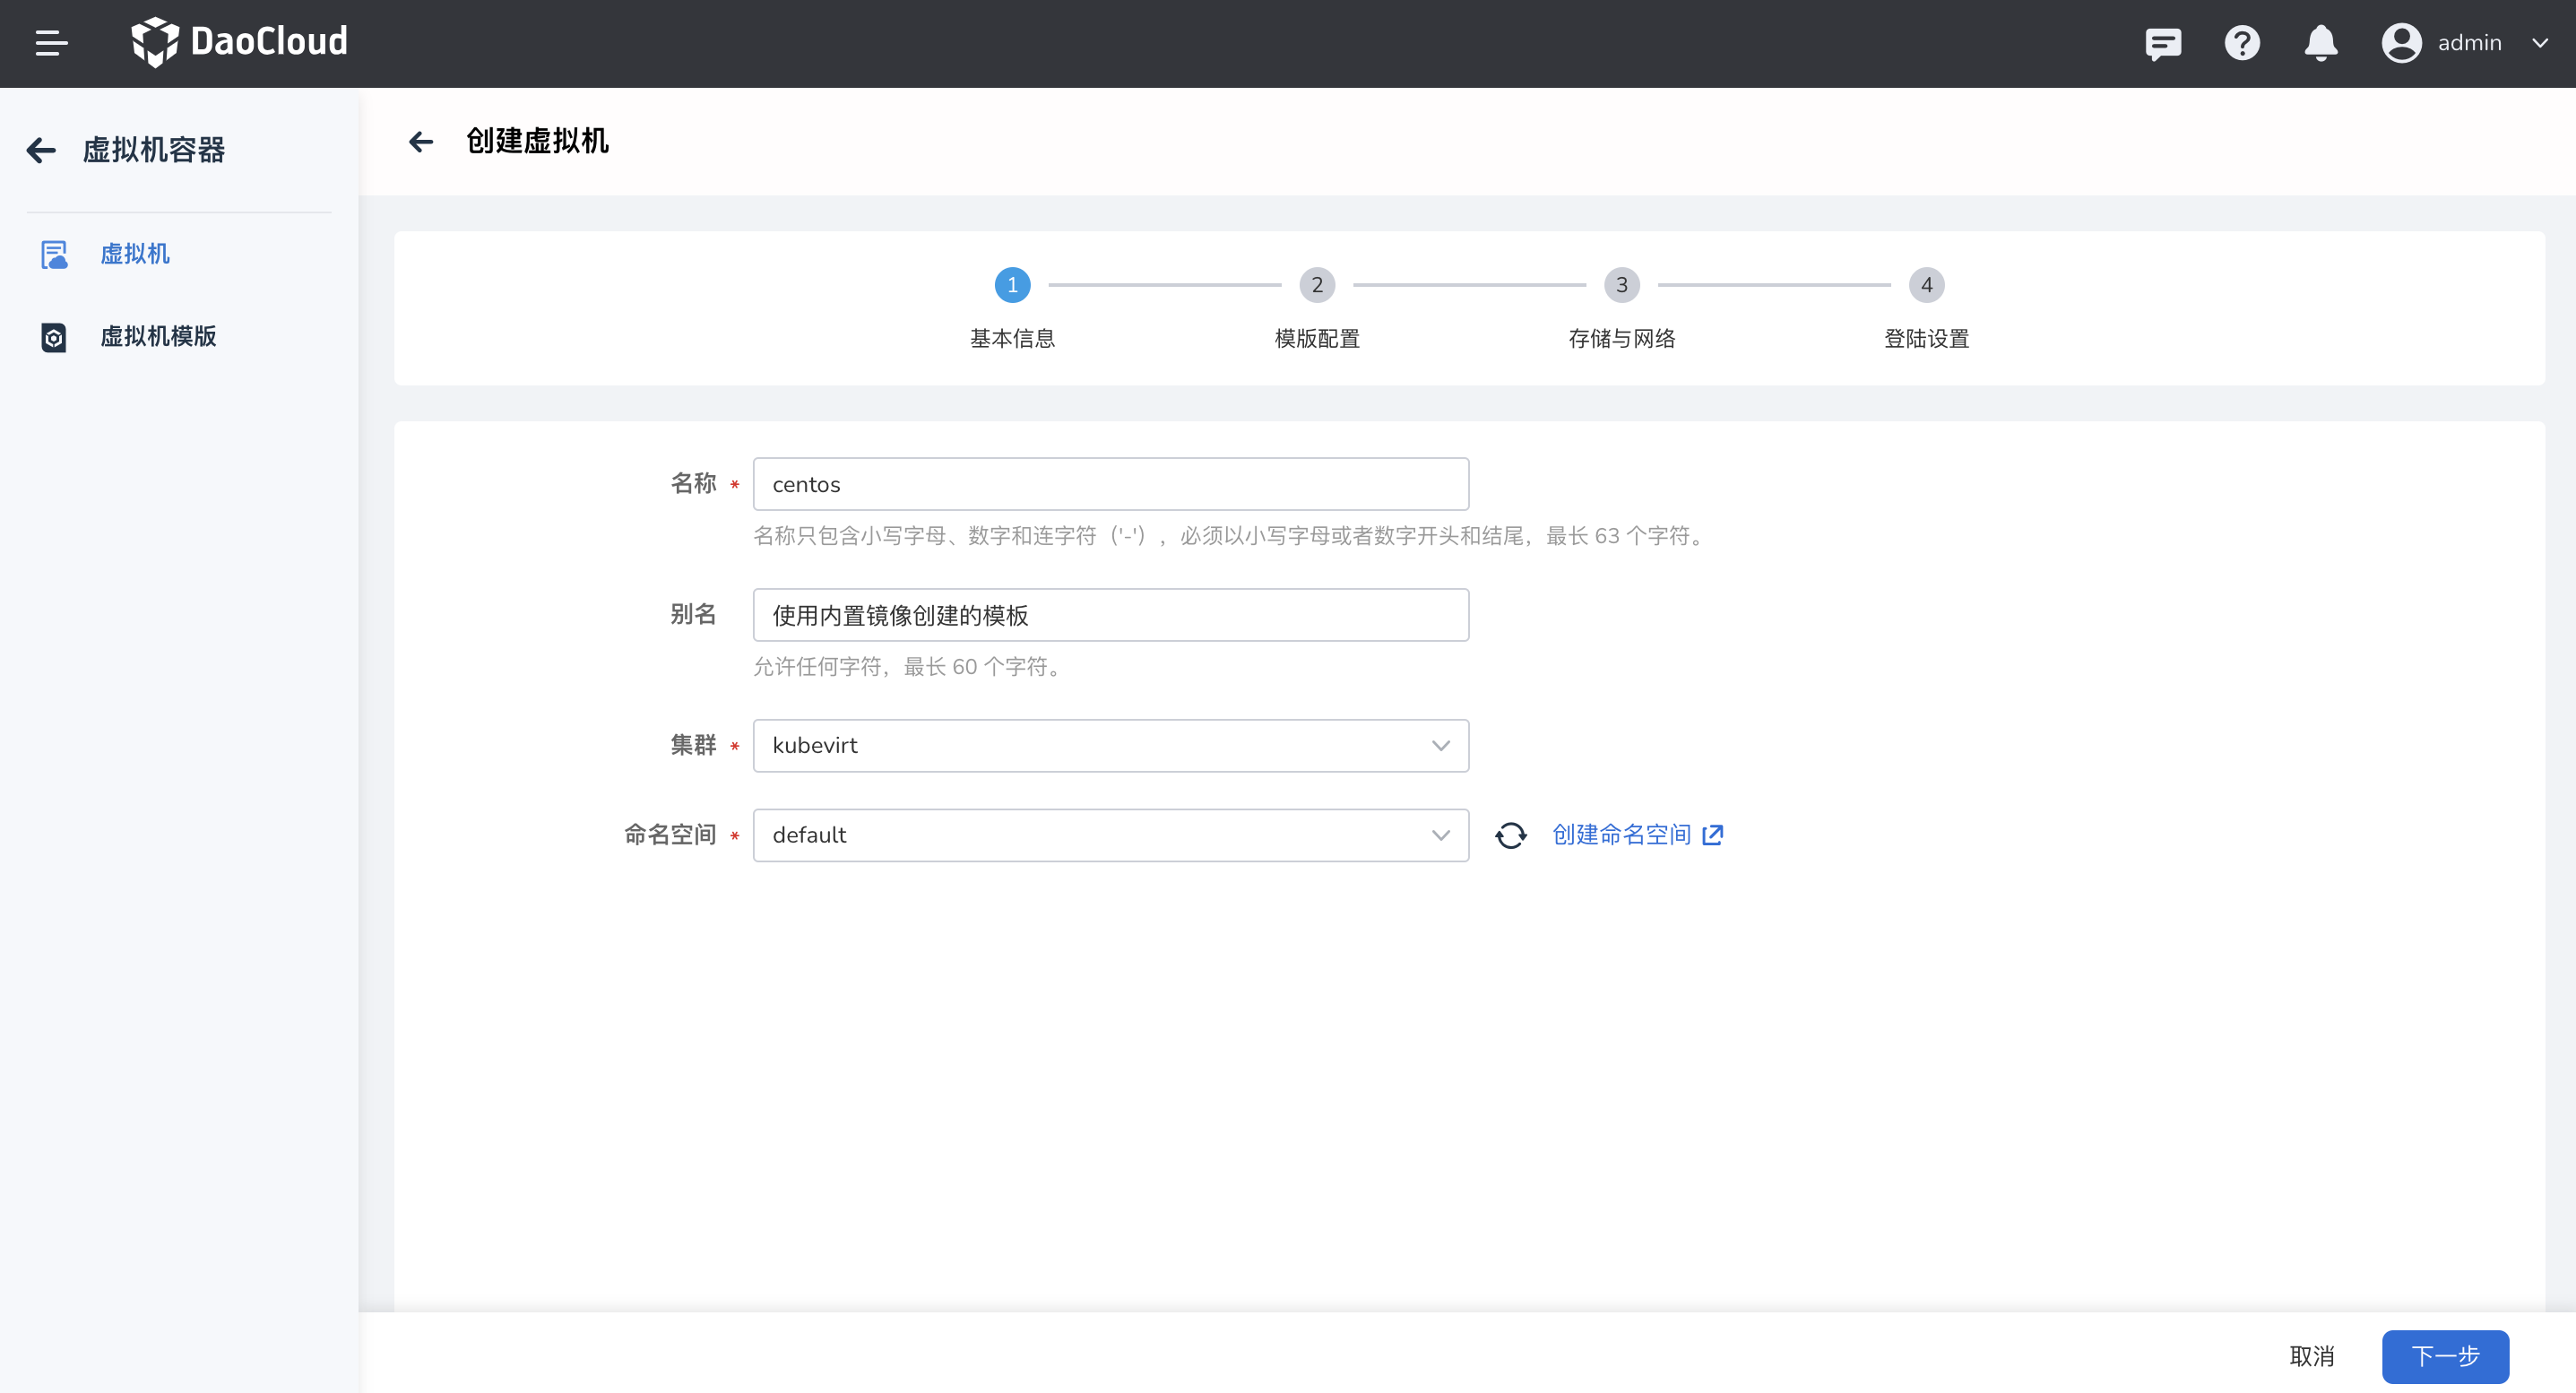 DaoCloud
admin
虚拟机容器
虚拟机
虚拟机模版
创建虚拟机
1 2 3 4
基本信息 模版配置 存储与网络 登陆设置
名称 * centos
名称只包含小写字母、数字和连字符（'-'），必须以小写字母或者数字开头和结尾，最长 63 个字符。
别名 使用内置镜像创建的模板
允许任何字符，最长 60 个字符。
集群 * kubevirt
命名空间 * default 创建命名空间
取消 下一步